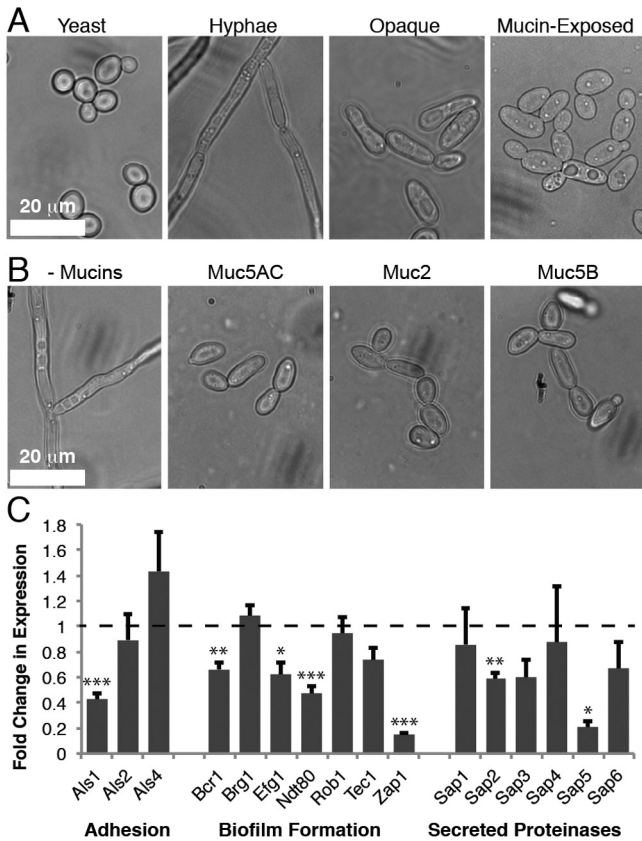 A
Yeast Hyphae Opaque Mucin-Exposed
20 μm
B
- Mucins Muc5AC Muc2 Muc5B
20 μm
C
Fold Change in Expression
1.8
1.6
1.4
1.2
1
0.8
0.6
0.4
0.2
0
*** ** * *** *** ** *
Als1 Als2 Als4 Bcr1 Brg1 Efg1 Ndt80 Rob1 Tec1 Zap1 Sap1 Sap2 Sap3 Sap4 Sap5 Sap6
Adhesion Biofilm Formation Secreted Proteinases